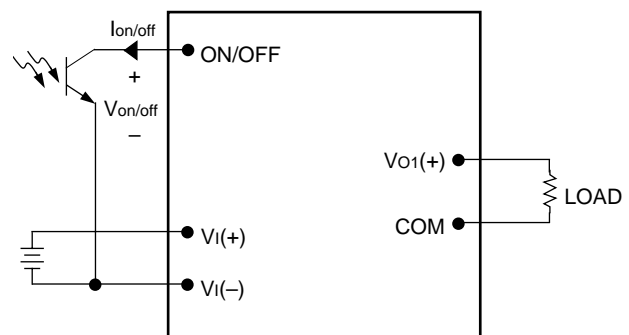 Ion/off
ON/OFF
+
Von/off
–
VO1(+)
LOAD
COM
VI(+)
VI(–)